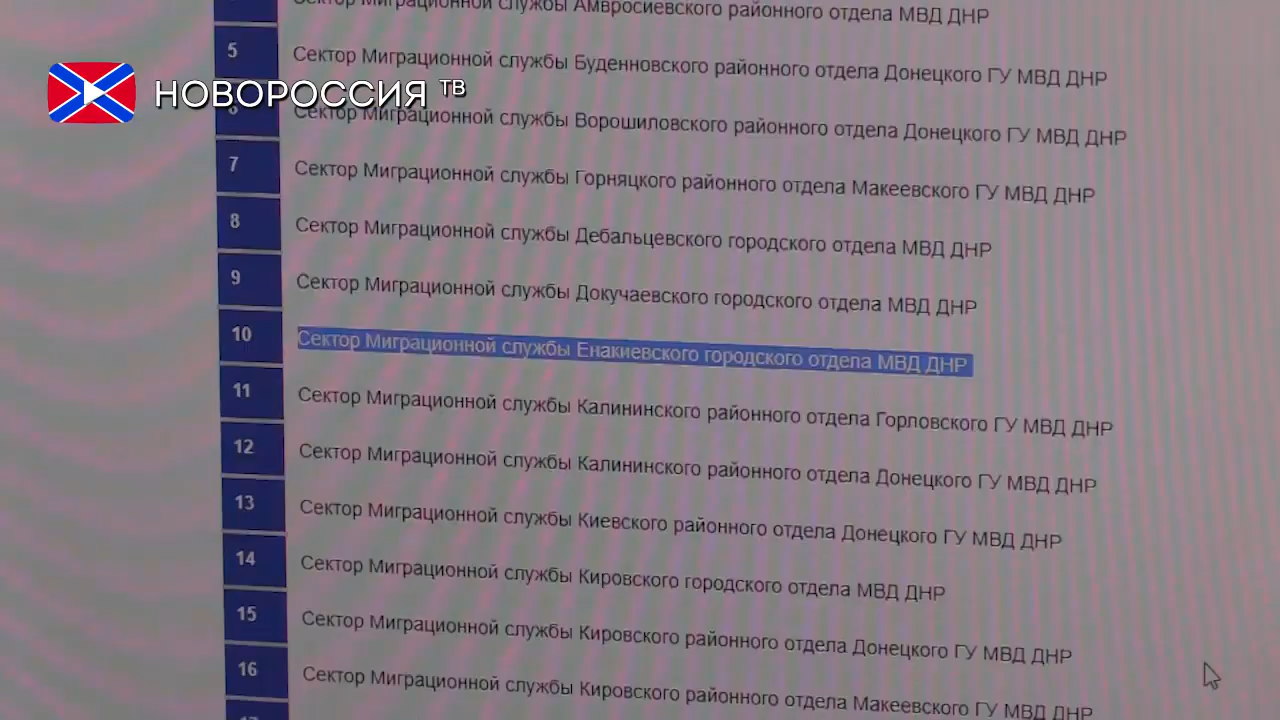 Сектор Миграционной службы Амвросиевского районного отдела МВД ДНР
5 Сектор Миграционной службы Буденновского районного отдела Донецкого ГУ МВД ДНР
НОВОРОССИЯ ТВ
Сектор Миграционной службы Ворошиловского районного отдела Донецкого ГУ МВД ДНР
7 Сектор Миграционной службы Горняцкого районного отдела Макеевского ГУ МВД ДНР
8 Сектор Миграционной службы Дебальцевского городского отдела МВД ДНР
9 Сектор Миграционной службы Докучаевского городского отдела МВД ДНР
10 Сектор Миграционной службы Енакиевского городского отдела МВД ДНР
11 Сектор Миграционной службы Калининского районного отдела Горловского ГУ МВД ДНР
12 Сектор Миграционной службы Калининского районного отдела Донецкого ГУ МВД ДНР
13 Сектор Миграционной службы Киевского районного отдела Донецкого ГУ МВД ДНР
14 Сектор Миграционной службы Кировского городского отдела МВД ДНР
15 Сектор Миграционной службы Кировского районного отдела Донецкого ГУ МВД ДНР
16 Сектор Миграционной службы Кировского районного отдела Макеевского ГУ МВД ДНР